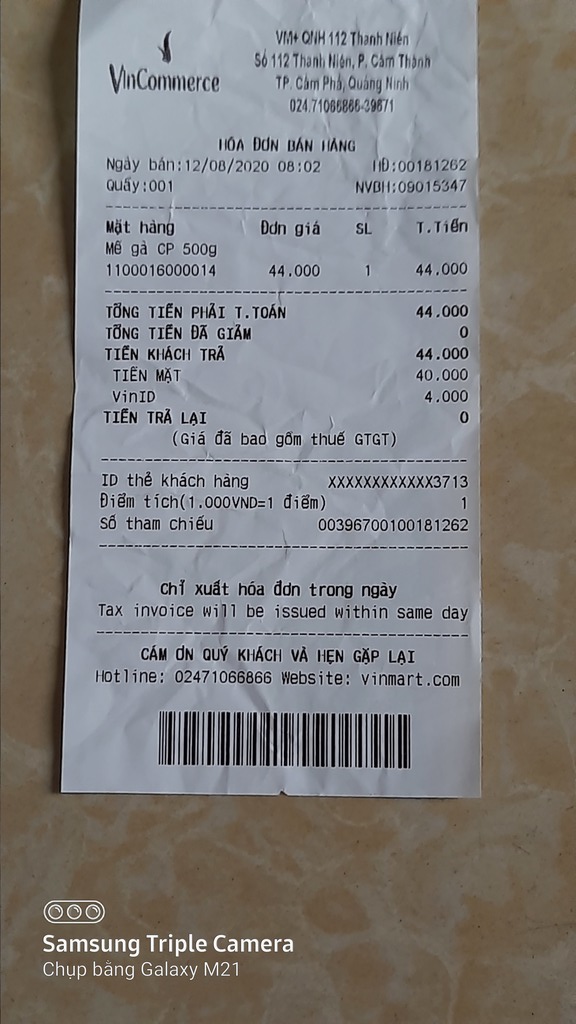 VinCommerce
VM+ QNH 112 Thanh Niên
Số 112 Thanh Niên, P. Cẩm Thành
TP. Cẩm Phả, Quảng Ninh
024.71066866-39671
HÓA ĐƠN BÁN HÀNG
Ngày bán:12/08/2020 08:02 HĐ:00181262
Quầy:001 NVBH:09015347
Mặt hàng Đơn giá SL T.Tiền
Mề gà CP 500g
1100016000014 44.000 1 44.000
TỔNG TIỀN PHẢI T.TOÁN 44.000
TỔNG TIỀN ĐÃ GIẢM 0
TIỀN KHÁCH TRẢ 44.000
TIỀN MẶT 40.000
VinID 4.000
TIỀN TRẢ LẠI 0
(Giá đã bao gồm thuế GTGT)
ID thẻ khách hàng XXXXXXXXXXXX3713
Điểm tích(1.000VND=1 điểm) 1
Số tham chiếu 00396700100181262
Chỉ xuất hóa đơn trong ngày
Tax invoice will be issued within same day
CÁM ƠN QUÝ KHÁCH VÀ HẸN GẶP LẠI
Hotline: 02471066866 Website: vinmart.com
Samsung Triple Camera
Chụp bằng Galaxy M21